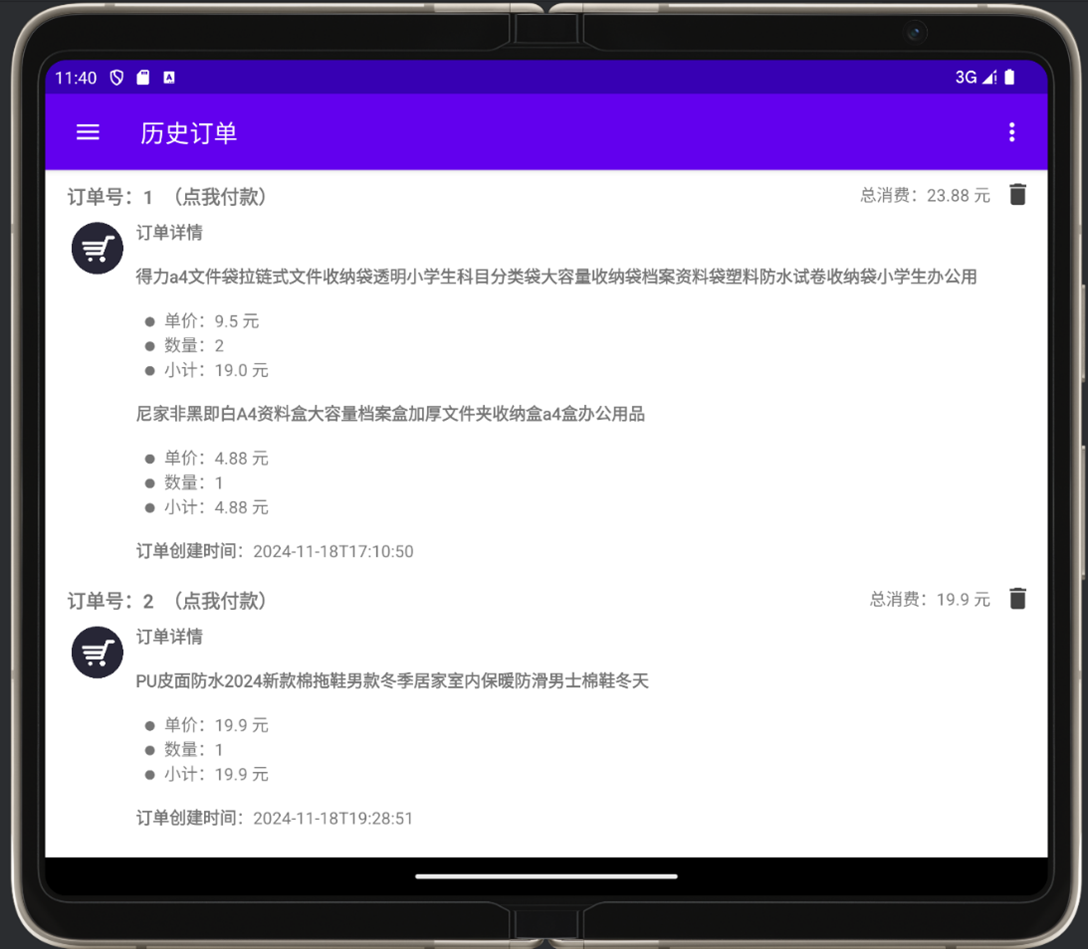 11:40
3G
历史订单
订单号：1 （点我付款）
总消费：23.88 元
订单详情
得力a4文件袋拉链式文件收纳袋透明小学生科目分类袋大容量收纳袋档案资料袋塑料防水试卷收纳袋小学生办公用
单价：9.5 元
数量：2
小计：19.0 元
尼家非黑即白A4资料盒大容量档案盒加厚文件夹收纳盒a4盒办公用品
单价：4.88 元
数量：1
小计：4.88 元
订单创建时间：2024-11-18T17:10:50
订单号：2 （点我付款）
总消费：19.9 元
订单详情
PU皮面防水2024新款棉拖鞋男款冬季居家室内保暖防滑男士棉鞋冬天
单价：19.9 元
数量：1
小计：19.9 元
订单创建时间：2024-11-18T19:28:51